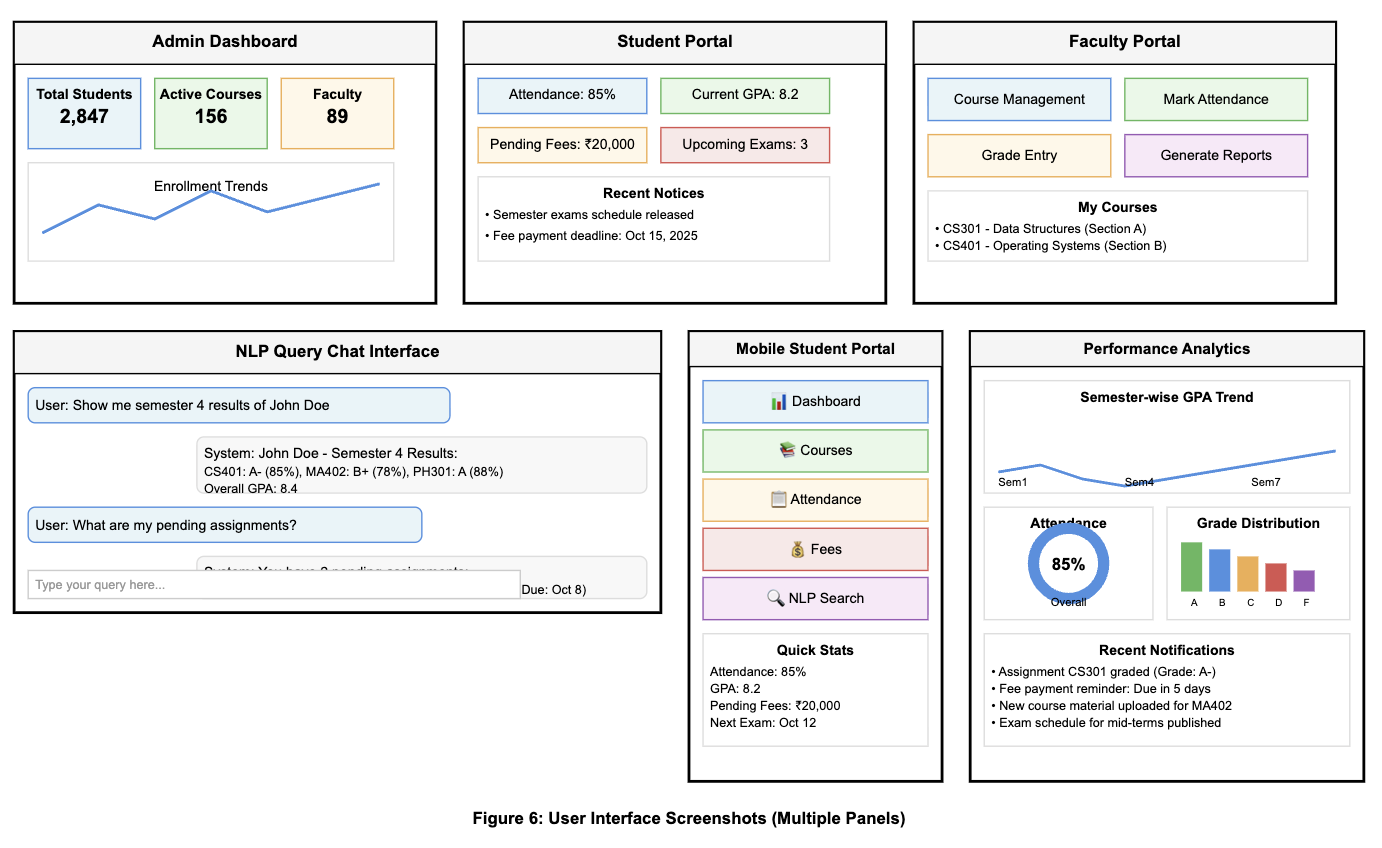 Admin Dashboard
Total Students
2,847
Active Courses
156
Faculty
89
Enrollment Trends
Student Portal
Attendance: 85%
Current GPA: 8.2
Pending Fees: ₹20,000
Upcoming Exams: 3
Recent Notices
• Semester exams schedule released
• Fee payment deadline: Oct 15, 2025
Faculty Portal
Course Management
Mark Attendance
Grade Entry
Generate Reports
My Courses
• CS301 - Data Structures (Section A)
• CS401 - Operating Systems (Section B)
NLP Query Chat Interface
User: Show me semester 4 results of John Doe
System: John Doe - Semester 4 Results:
CS401: A- (85%), MA402: B+ (78%), PH301: A (88%)
Overall GPA: 8.4
User: What are my pending assignments?
System: You have pending assignments:
Type your query here...
Due: Oct 8)
Mobile Student Portal
📊 Dashboard
📚 Courses
📋 Attendance
💰 Fees
🔍 NLP Search
Quick Stats
Attendance: 85%
GPA: 8.2
Pending Fees: ₹20,000
Next Exam: Oct 12
Performance Analytics
Semester-wise GPA Trend
Sem1
Sem4
Sem7
Attendance
85%
Overall
Grade Distribution
A
B
C
D
F
Recent Notifications
• Assignment CS301 graded (Grade: A-)
• Fee payment reminder: Due in 5 days
• New course material uploaded for MA402
• Exam schedule for mid-terms published
Figure 6: User Interface Screenshots (Multiple Panels)